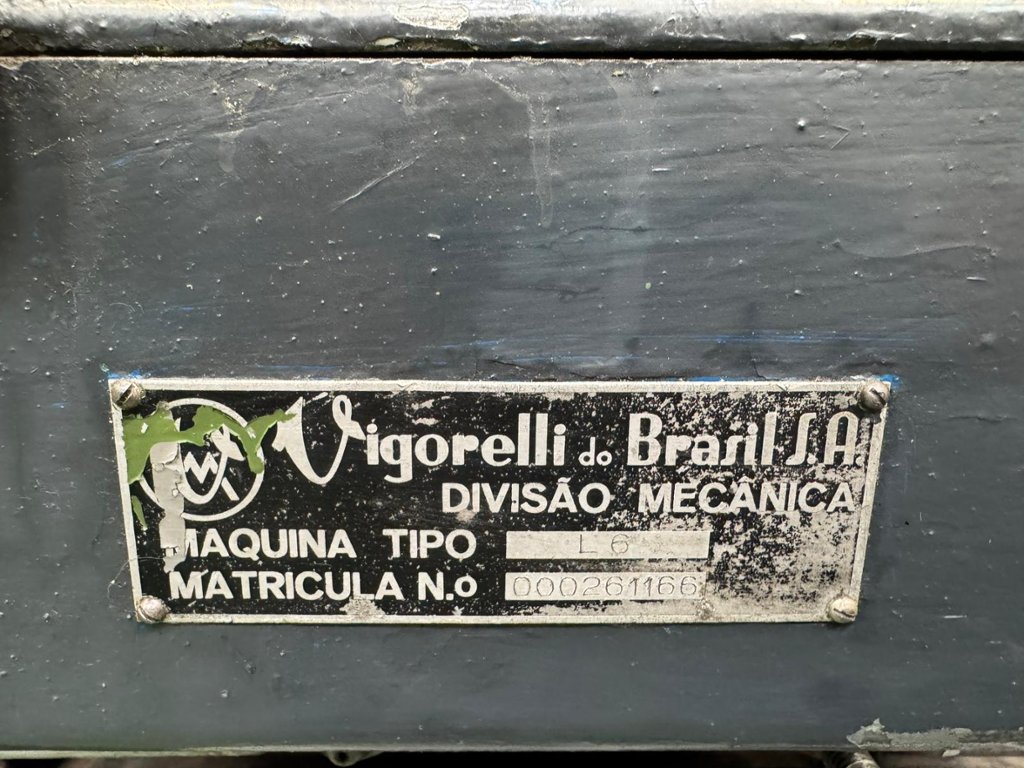 Vigorelli do Brasil S.A.
DIVISÃO MECÂNICA
MAQUINA TIPO L 6
MATRICULA N.o 000261166